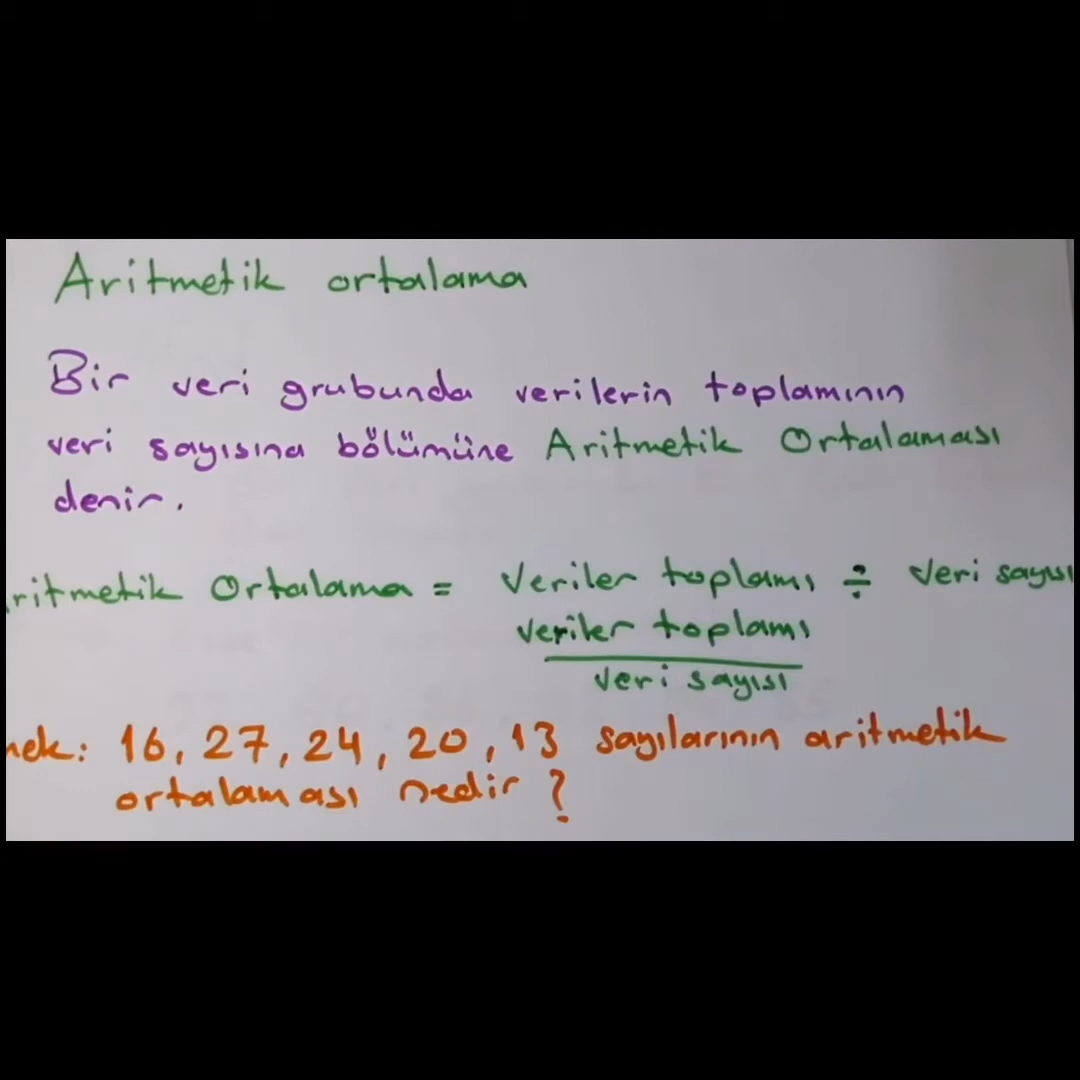 Aritmetik ortalama
Bir veri grubunda verilerin toplamının
veri sayısına bölümüne Aritmetik Ortalaması
denir.
ritmetik Ortalama = Veriler toplamı ÷ veri sayısı
veriler toplamı
veri sayısı
nek: 16, 27, 24, 20, 13 sayılarının aritmetik
ortalaması nedir ?